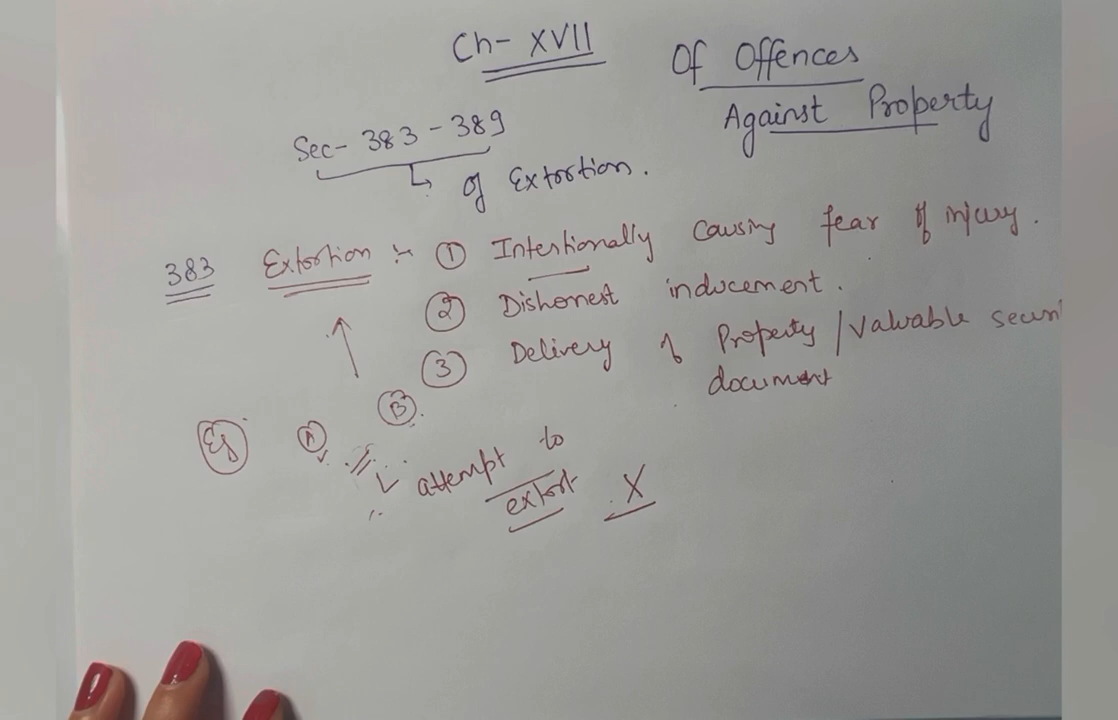 Ch- XVII
Of Offences
Against Property
Sec- 383 - 389
↳ of Extortion.
383 Extortion :- ① Intentionally causing fear of injury.
② Dishonest inducement.
③ Delivery of Property / Valuable
document
Eg A B
attempt to
extort X